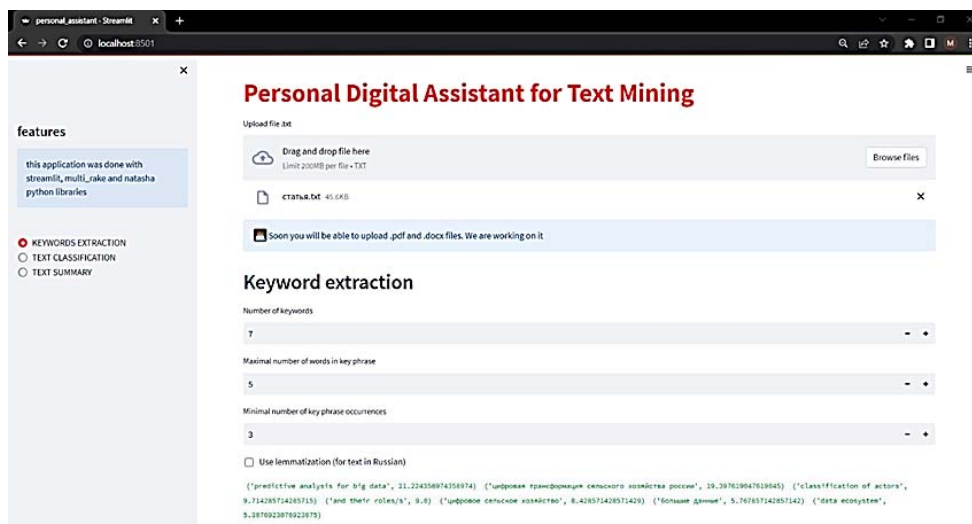 personal_assistant · Streamlit
localhost:8501
M
features
this application was done with
streamlit, multi_rake and natasha
python libraries
KEYWORDS EXTRACTION
TEXT CLASSIFICATION
TEXT SUMMARY
Personal Digital Assistant for Text Mining
Upload file .txt
Drag and drop file here
Limit 200MB per file • TXT
Browse files
статья.txt 45.6KB
Soon you will be able to upload .pdf and .docx files. We are working on it
Keyword extraction
Number of keywords
7
Maximal number of words in key phrase
5
Minimal number of key phrase occurrences
3
Use lemmatization (for text in Russian)
('predictive analysis for big data', 21.224358974358974) ('цифровая трансформация сельского хозяйства россии', 19.397619047619045) ('classification of actors',
9.714285714285715) ('and their roles/s', 9.0) ('цифровое сельское хозяйство', 8.428571428571429) ('большие данные', 5.767857142857142) ('data ecosystem',
5.3876923076923075)